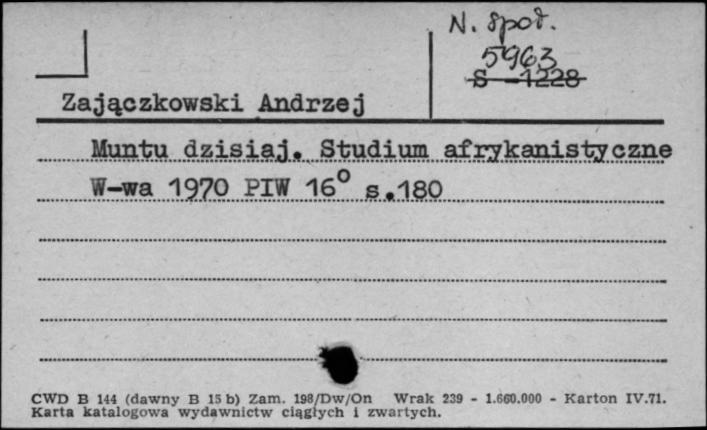 N. społ.
5963
S -1228
Zajączkowski Andrzej
Muntu dzisiaj. Studium afrykanistyczne
W-wa 1970 PIW 16° s.180
CWD B 144 (dawny B 15 b) Zam. 198/Dw/On Wrak 239 - 1.660.000 - Karton IV.71.
Karta katalogowa wydawnictw ciągłych i zwartych.